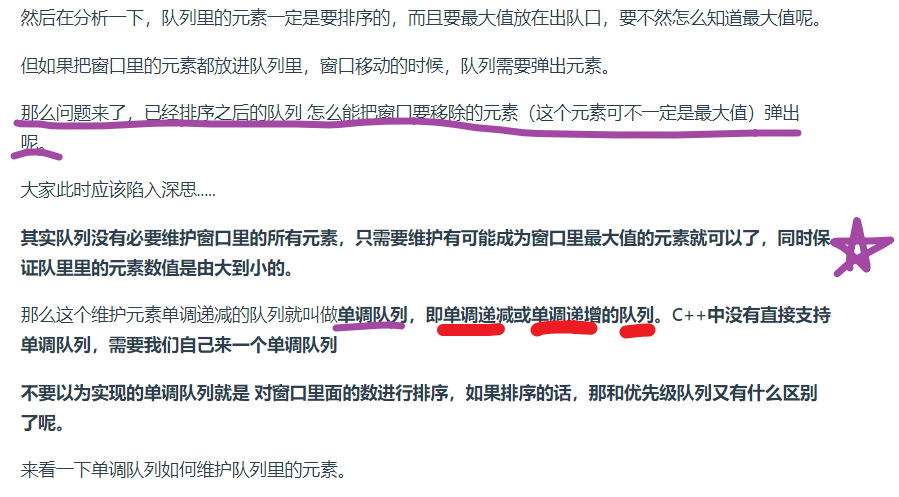 然后在分析一下，队列里的元素一定是要排序的，而且要最大值放在出队口，要不然怎么知道最大值呢。
但如果把窗口里的元素都放进队列里，窗口移动的时候，队列需要弹出元素。
那么问题来了，已经排序之后的队列 怎么能把窗口要移除的元素（这个元素可不一定是最大值）弹出
呢。
大家此时应该陷入深思.....
其实队列没有必要维护窗口里的所有元素，只需要维护有可能成为窗口里最大值的元素就可以了，同时保
证队里里的元素数值是由大到小的。
那么这个维护元素单调递减的队列就叫做单调队列，即单调递减或单调递增的队列。C++中没有直接支持
单调队列，需要我们自己来一个单调队列
不要以为实现的单调队列就是 对窗口里面的数进行排序，如果排序的话，那和优先级队列又有什么区别
了呢。
来看一下单调队列如何维护队列里的元素。